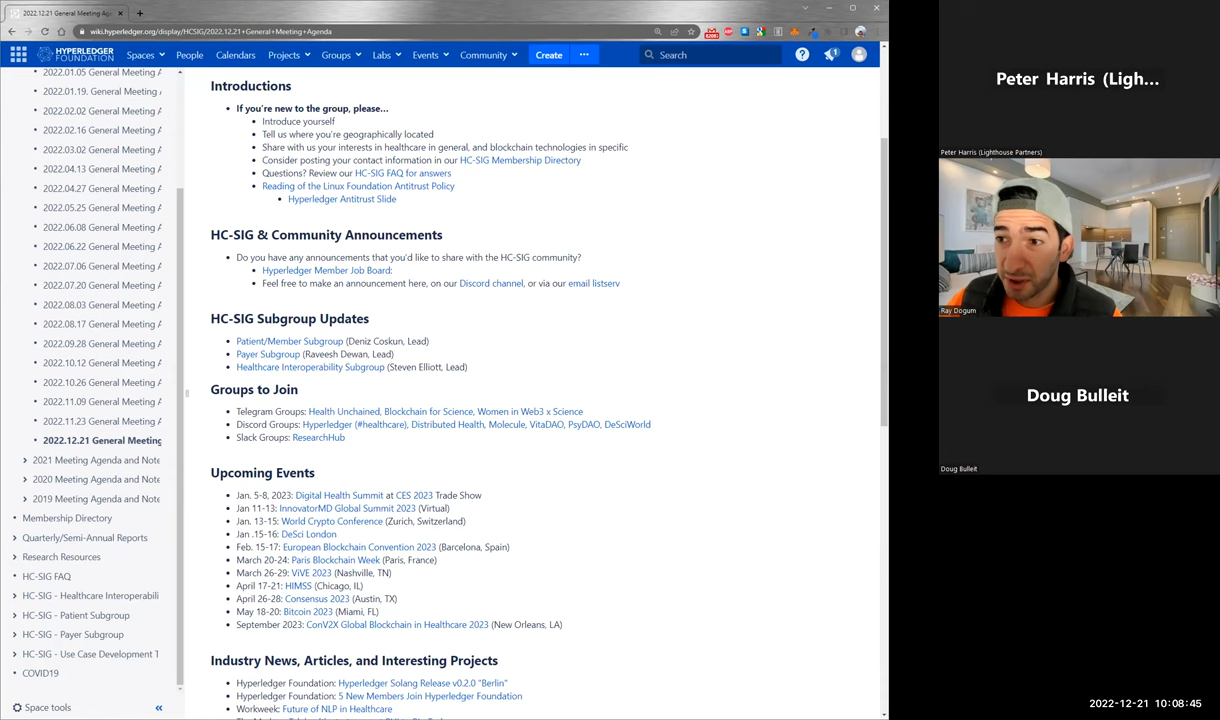 2022.12.21 General Meeting Age
wiki.hyperledger.org/display/HCSIG/2022.12.21+General+Meeting+Agenda
HYPERLEDGER FOUNDATION
Spaces People Calendars Projects Groups Labs Events Community Create Search
2022.01.05 General Meeting A
2022.01.19. General Meeting A
2022.02.02 General Meeting A
2022.02.16 General Meeting A
2022.03.02 General Meeting A
2022.04.13 General Meeting A
2022.04.27 General Meeting A
2022.05.25 General Meeting A
2022.06.08 General Meeting A
2022.06.22 General Meeting A
2022.07.06 General Meeting A
2022.07.20 General Meeting A
2022.08.03 General Meeting A
2022.08.17 General Meeting A
2022.09.28 General Meeting A
2022.10.12 General Meeting A
2022.10.26 General Meeting A
2022.11.09 General Meeting A
2022.11.23 General Meeting A
2022.12.21 General Meeting
2021 Meeting Agenda and Note
2020 Meeting Agenda and Note
2019 Meeting Agenda and Note
Membership Directory
Quarterly/Semi-Annual Reports
Research Resources
HC-SIG FAQ
HC-SIG - Healthcare Interoperabili
HC-SIG - Patient Subgroup
HC-SIG - Payer Subgroup
HC-SIG - Use Case Development T
COVID19
Space tools
Introductions
If you're new to the group, please...
Introduce yourself
Tell us where you're geographically located
Share with us your interests in healthcare in general, and blockchain technologies in specific
Consider posting your contact information in our HC-SIG Membership Directory
Questions? Review our HC-SIG FAQ for answers
Reading of the Linux Foundation Antitrust Policy
Hyperledger Antitrust Slide
HC-SIG & Community Announcements
Do you have any announcements that you'd like to share with the HC-SIG community?
Hyperledger Member Job Board:
Feel free to make an announcement here, on our Discord channel, or via our email listserv
HC-SIG Subgroup Updates
Patient/Member Subgroup (Deniz Coskun, Lead)
Payer Subgroup (Raveesh Dewan, Lead)
Healthcare Interoperability Subgroup (Steven Elliott, Lead)
Groups to Join
Telegram Groups: Health Unchained, Blockchain for Science, Women in Web3 x Science
Discord Groups: Hyperledger (#healthcare), Distributed Health, Molecule, VitaDAO, PsyDAO, DeSciWorld
Slack Groups: ResearchHub
Upcoming Events
Jan. 5-8, 2023: Digital Health Summit at CES 2023 Trade Show
Jan 11-13: InnovatorMD Global Summit 2023 (Virtual)
Jan. 13-15: World Crypto Conference (Zurich, Switzerland)
Jan .15-16: DeSci London
Feb. 15-17: European Blockchain Convention 2023 (Barcelona, Spain)
March 20-24: Paris Blockchain Week (Paris, France)
March 26-29: ViVE 2023 (Nashville, TN)
April 17-21: HIMSS (Chicago, IL)
April 26-28: Consensus 2023 (Austin, TX)
May 18-20: Bitcoin 2023 (Miami, FL)
September 2023: ConV2X Global Blockchain in Healthcare 2023 (New Orleans, LA)
Industry News, Articles, and Interesting Projects
Hyperledger Foundation: Hyperledger Solang Release v0.2.0 "Berlin"
Hyperledger Foundation: 5 New Members Join Hyperledger Foundation
Workweek: Future of NLP in Healthcare
Peter Harris (Ligh...
Peter Harris (Lighthouse Partners)
Ray Dogum
Doug Bulleit
Doug Bulleit
2022-12-21 10:08:45